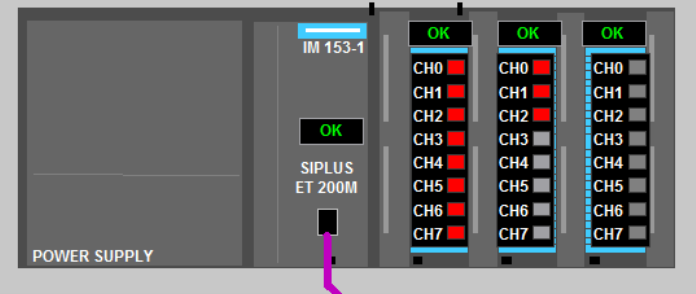 POWER SUPPLY
IM 153-1
OK
SIPLUS
ET 200M
OK
CH0
CH1
CH2
CH3
CH4
CH5
CH6
CH7
OK
CH0
CH1
CH2
CH3
CH4
CH5
CH6
CH7
OK
CH0
CH1
CH2
CH3
CH4
CH5
CH6
CH7